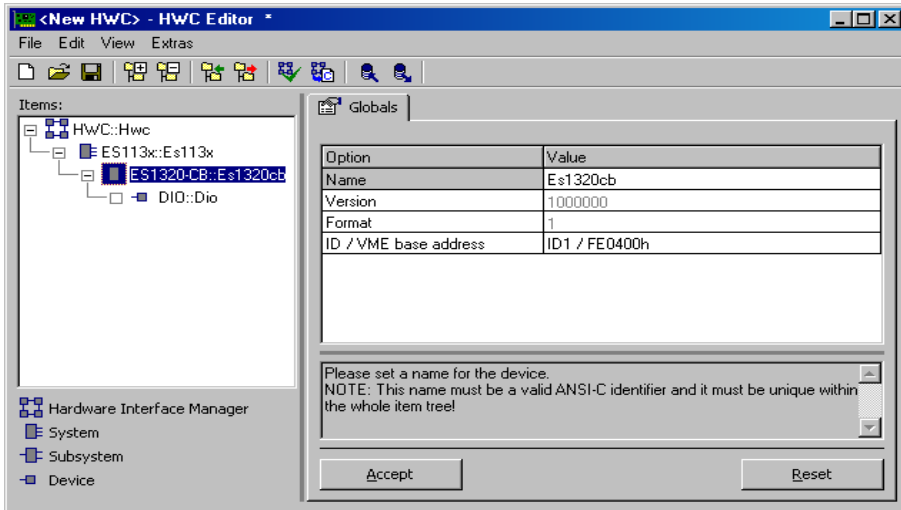 <New HWC> - HWC Editor *
File Edit View Extras
Items:
HWC::Hwc
ES113x::Es113x
ES1320-CB::Es1320cb
DIO::Dio
Hardware Interface Manager
System
Subsystem
Device
Globals
Option Value
Name Es1320cb
Version 1000000
Format 1
ID / VME base address ID1 / FE0400h
Please set a name for the device.
NOTE: This name must be a valid ANSI-C identifier and it must be unique within
the whole item tree!
Accept Reset